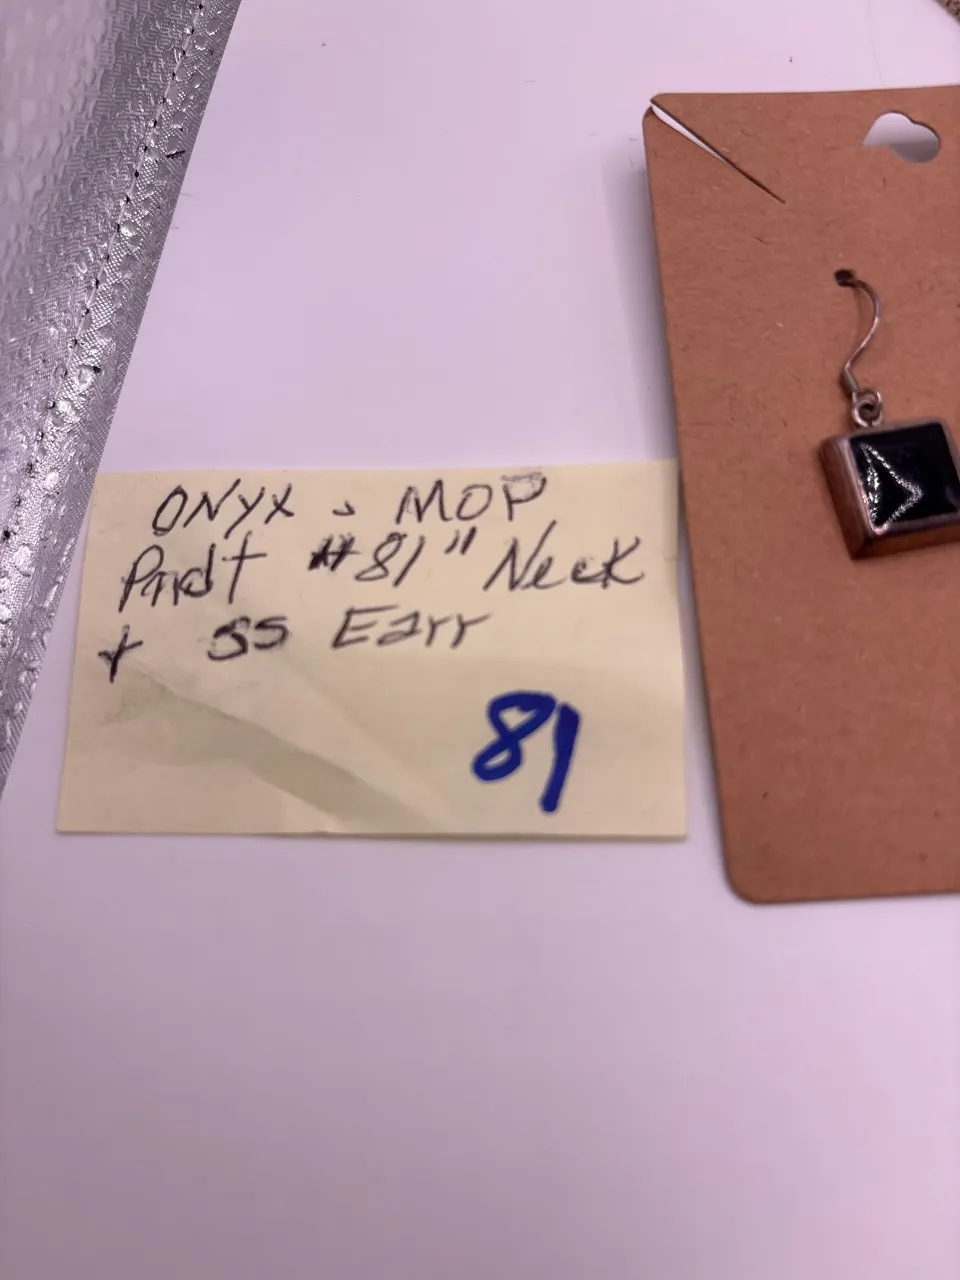 ONYX - MOP
Pndt #81" Neck
+ SS Earr
81